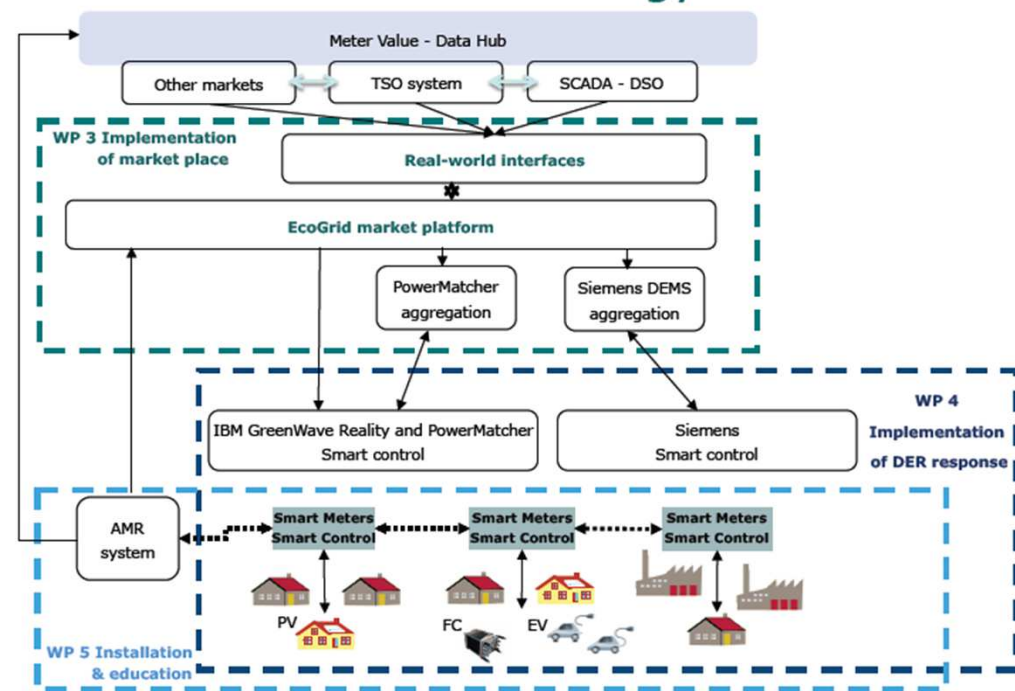 Meter Value - Data Hub
Other markets
TSO system
SCADA - DSO
WP 3 Implementation
of market place
Real-world interfaces
EcoGrid market platform
PowerMatcher
aggregation
Siemens DEMS
aggregation
IBM GreenWave Reality and PowerMatcher
Smart control
Siemens
Smart control
WP 4
Implementation
of DER response
AMR
system
Smart Meters
Smart Control
Smart Meters
Smart Control
Smart Meters
Smart Control
PV
FC
EV
WP 5 Installation
& education